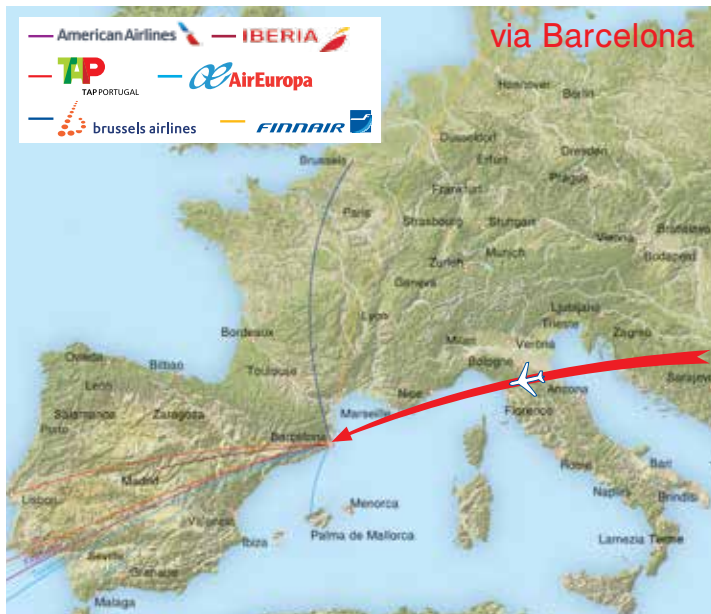 via Barcelona
American Airlines
IBERIA
TAP
TAP PORTUGAL
AirEuropa
brussels airlines
FINNAIR
Hannover
Berlin
Duesseldorf
Erfurt
Dresden
Brussels
Frankfurt
Prague
Paris
Strasbourg
Stuttgart
Vienna
Bratislava
Munich
Budapest
Zurich
Geneva
Lyon
Ljubljana
Milan
Trieste
Zagreb
Verona
Bordeaux
Bologne
Oviedo
Bilbao
Toulouse
Sarajevo
Leon
Nice
Ancona
Salamanca
Zaragoza
Marseille
Florence
Porto
Barcelona
Rome
Bari
Madrid
Lisbon
Menorca
Naples
Brindisi
Valencia
Palma de Mallorca
Ibiza
Lamezia Terme
Seville
Granada
Malaga